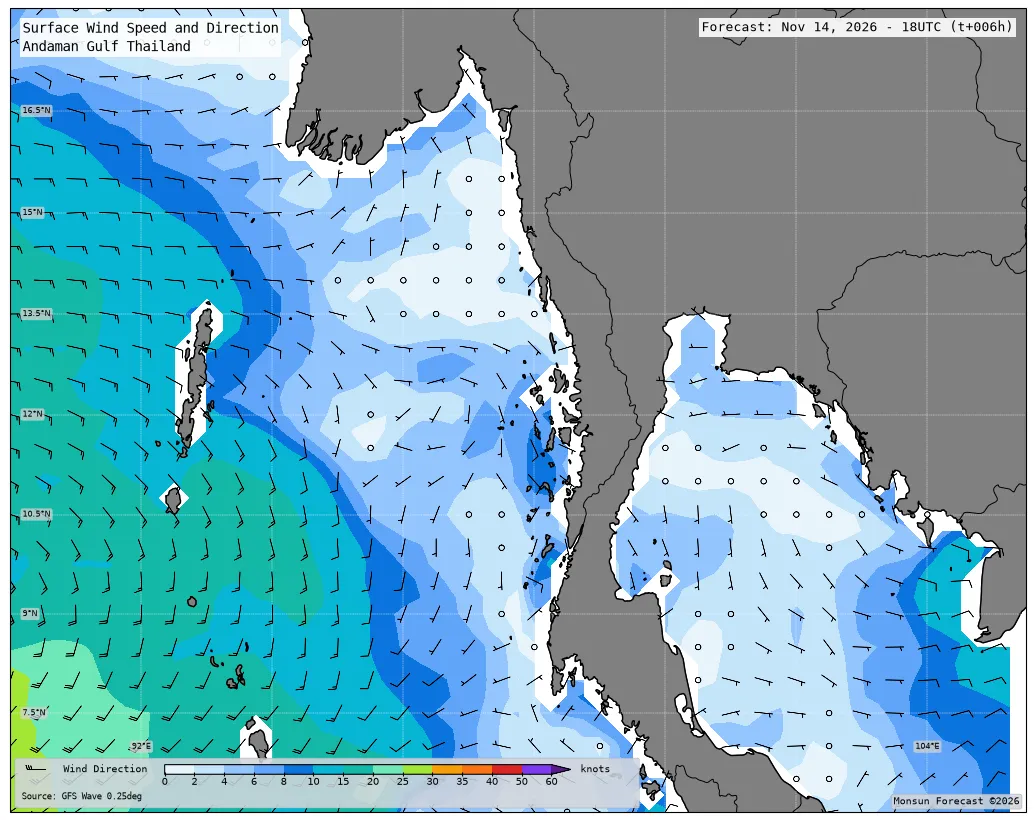 Surface Wind Speed and Direction
Andaman Gulf Thailand
Forecast: Nov 14, 2026 - 18UTC (t+006h)
16.5°N
15°N
13.5°N
12°N
10.5°N
9°N
7.5°N
92°E
104°E
Wind Direction
0 2 4 6 8 10 15 20 25 30 35 40 50 60
knots
Source: GFS Wave 0.25deg
Monsun Forecast ©2026